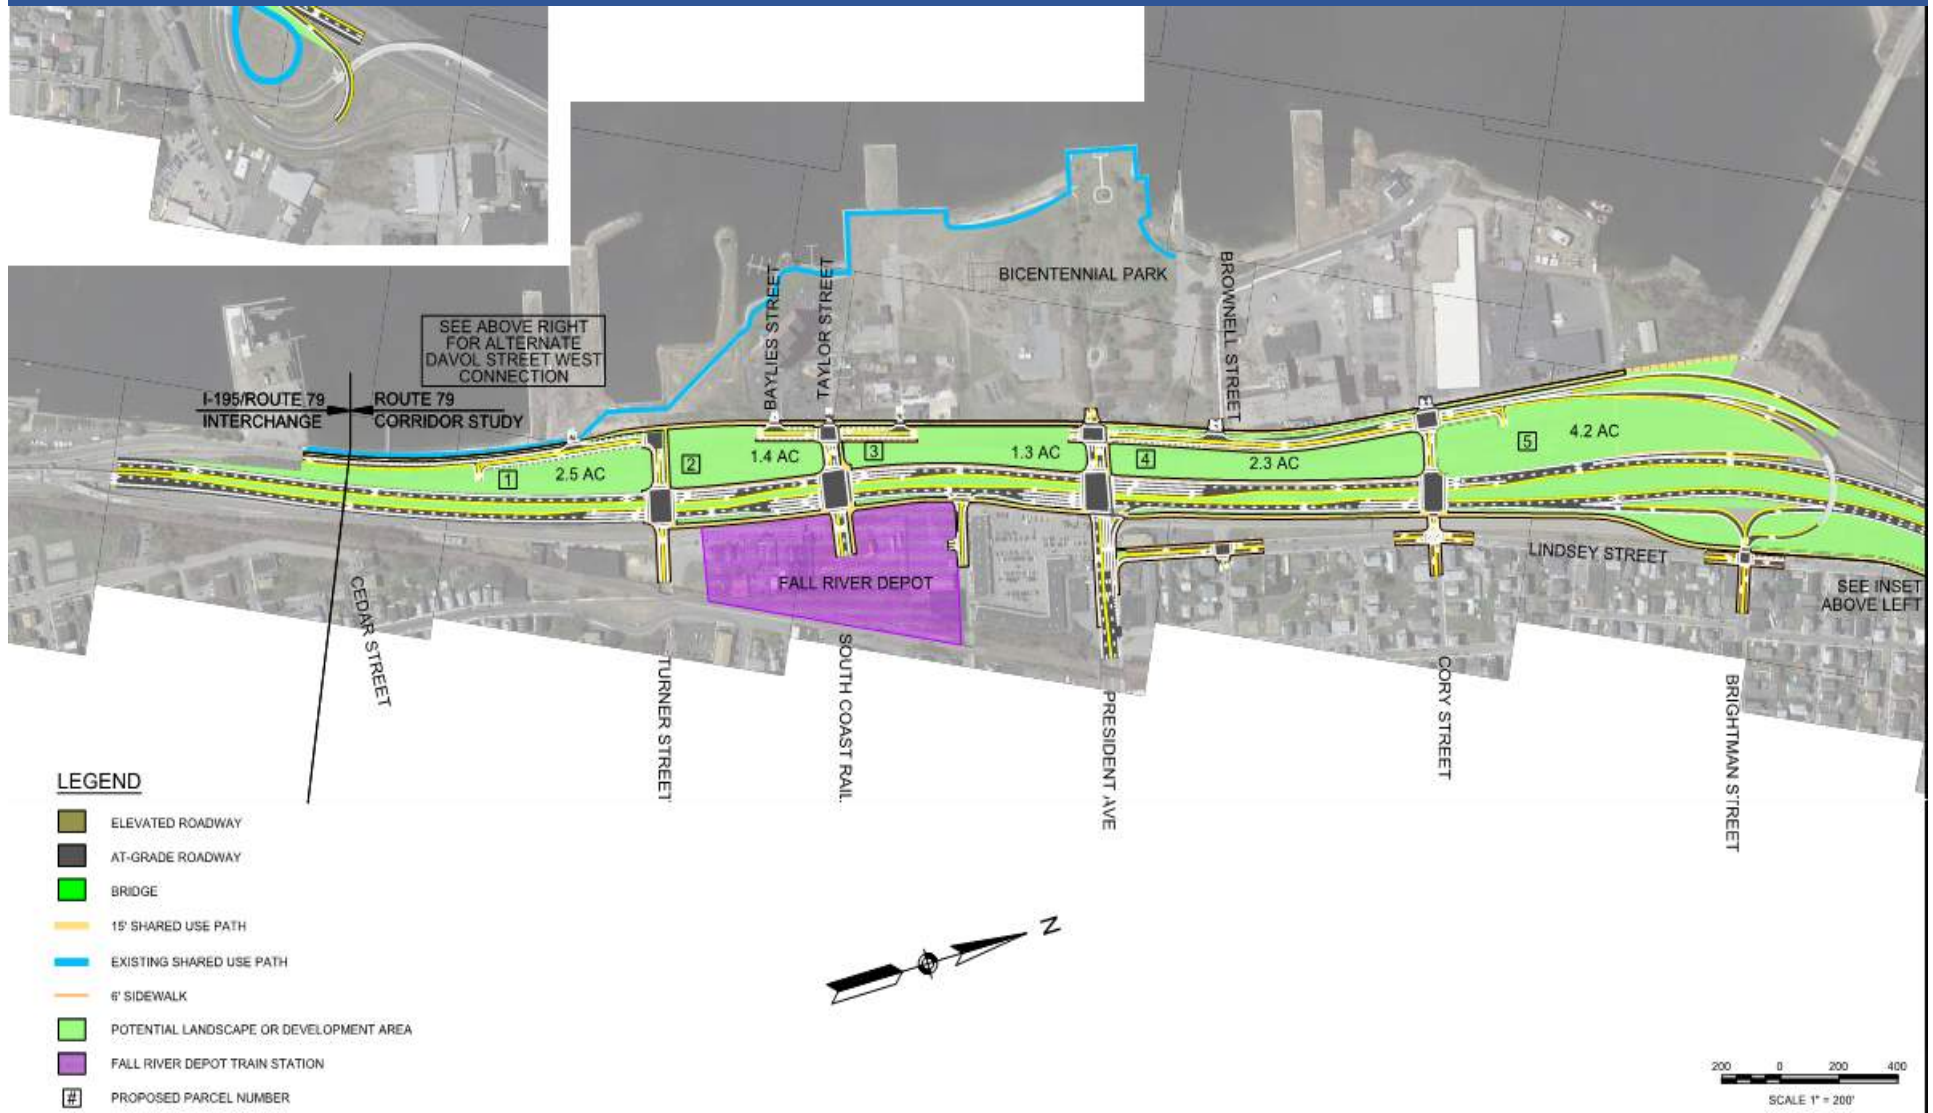 SEE ABOVE RIGHT
FOR ALTERNATE
DAVOL STREET WEST
CONNECTION
I-195/ROUTE 79
INTERCHANGE
ROUTE 79
CORRIDOR STUDY
BAYLIES STREET
TAYLOR STREET
BICENTENNIAL PARK
BROWNELL STREET
1
2.5 AC
2
1.4 AC
3
1.3 AC
4
2.3 AC
5
4.2 AC
FALL RIVER DEPOT
LINDSEY STREET
SEE INSET
ABOVE LEFT
CEDAR STREET
TURNER STREET
SOUTH COAST RAIL
PRESIDENT AVE
CORY STREET
BRIGHTMAN STREET
LEGEND
ELEVATED ROADWAY
AT-GRADE ROADWAY
BRIDGE
15' SHARED USE PATH
EXISTING SHARED USE PATH
6' SIDEWALK
POTENTIAL LANDSCAPE OR DEVELOPMENT AREA
FALL RIVER DEPOT TRAIN STATION
# PROPOSED PARCEL NUMBER
N
200 0 200 400
SCALE 1" = 200'